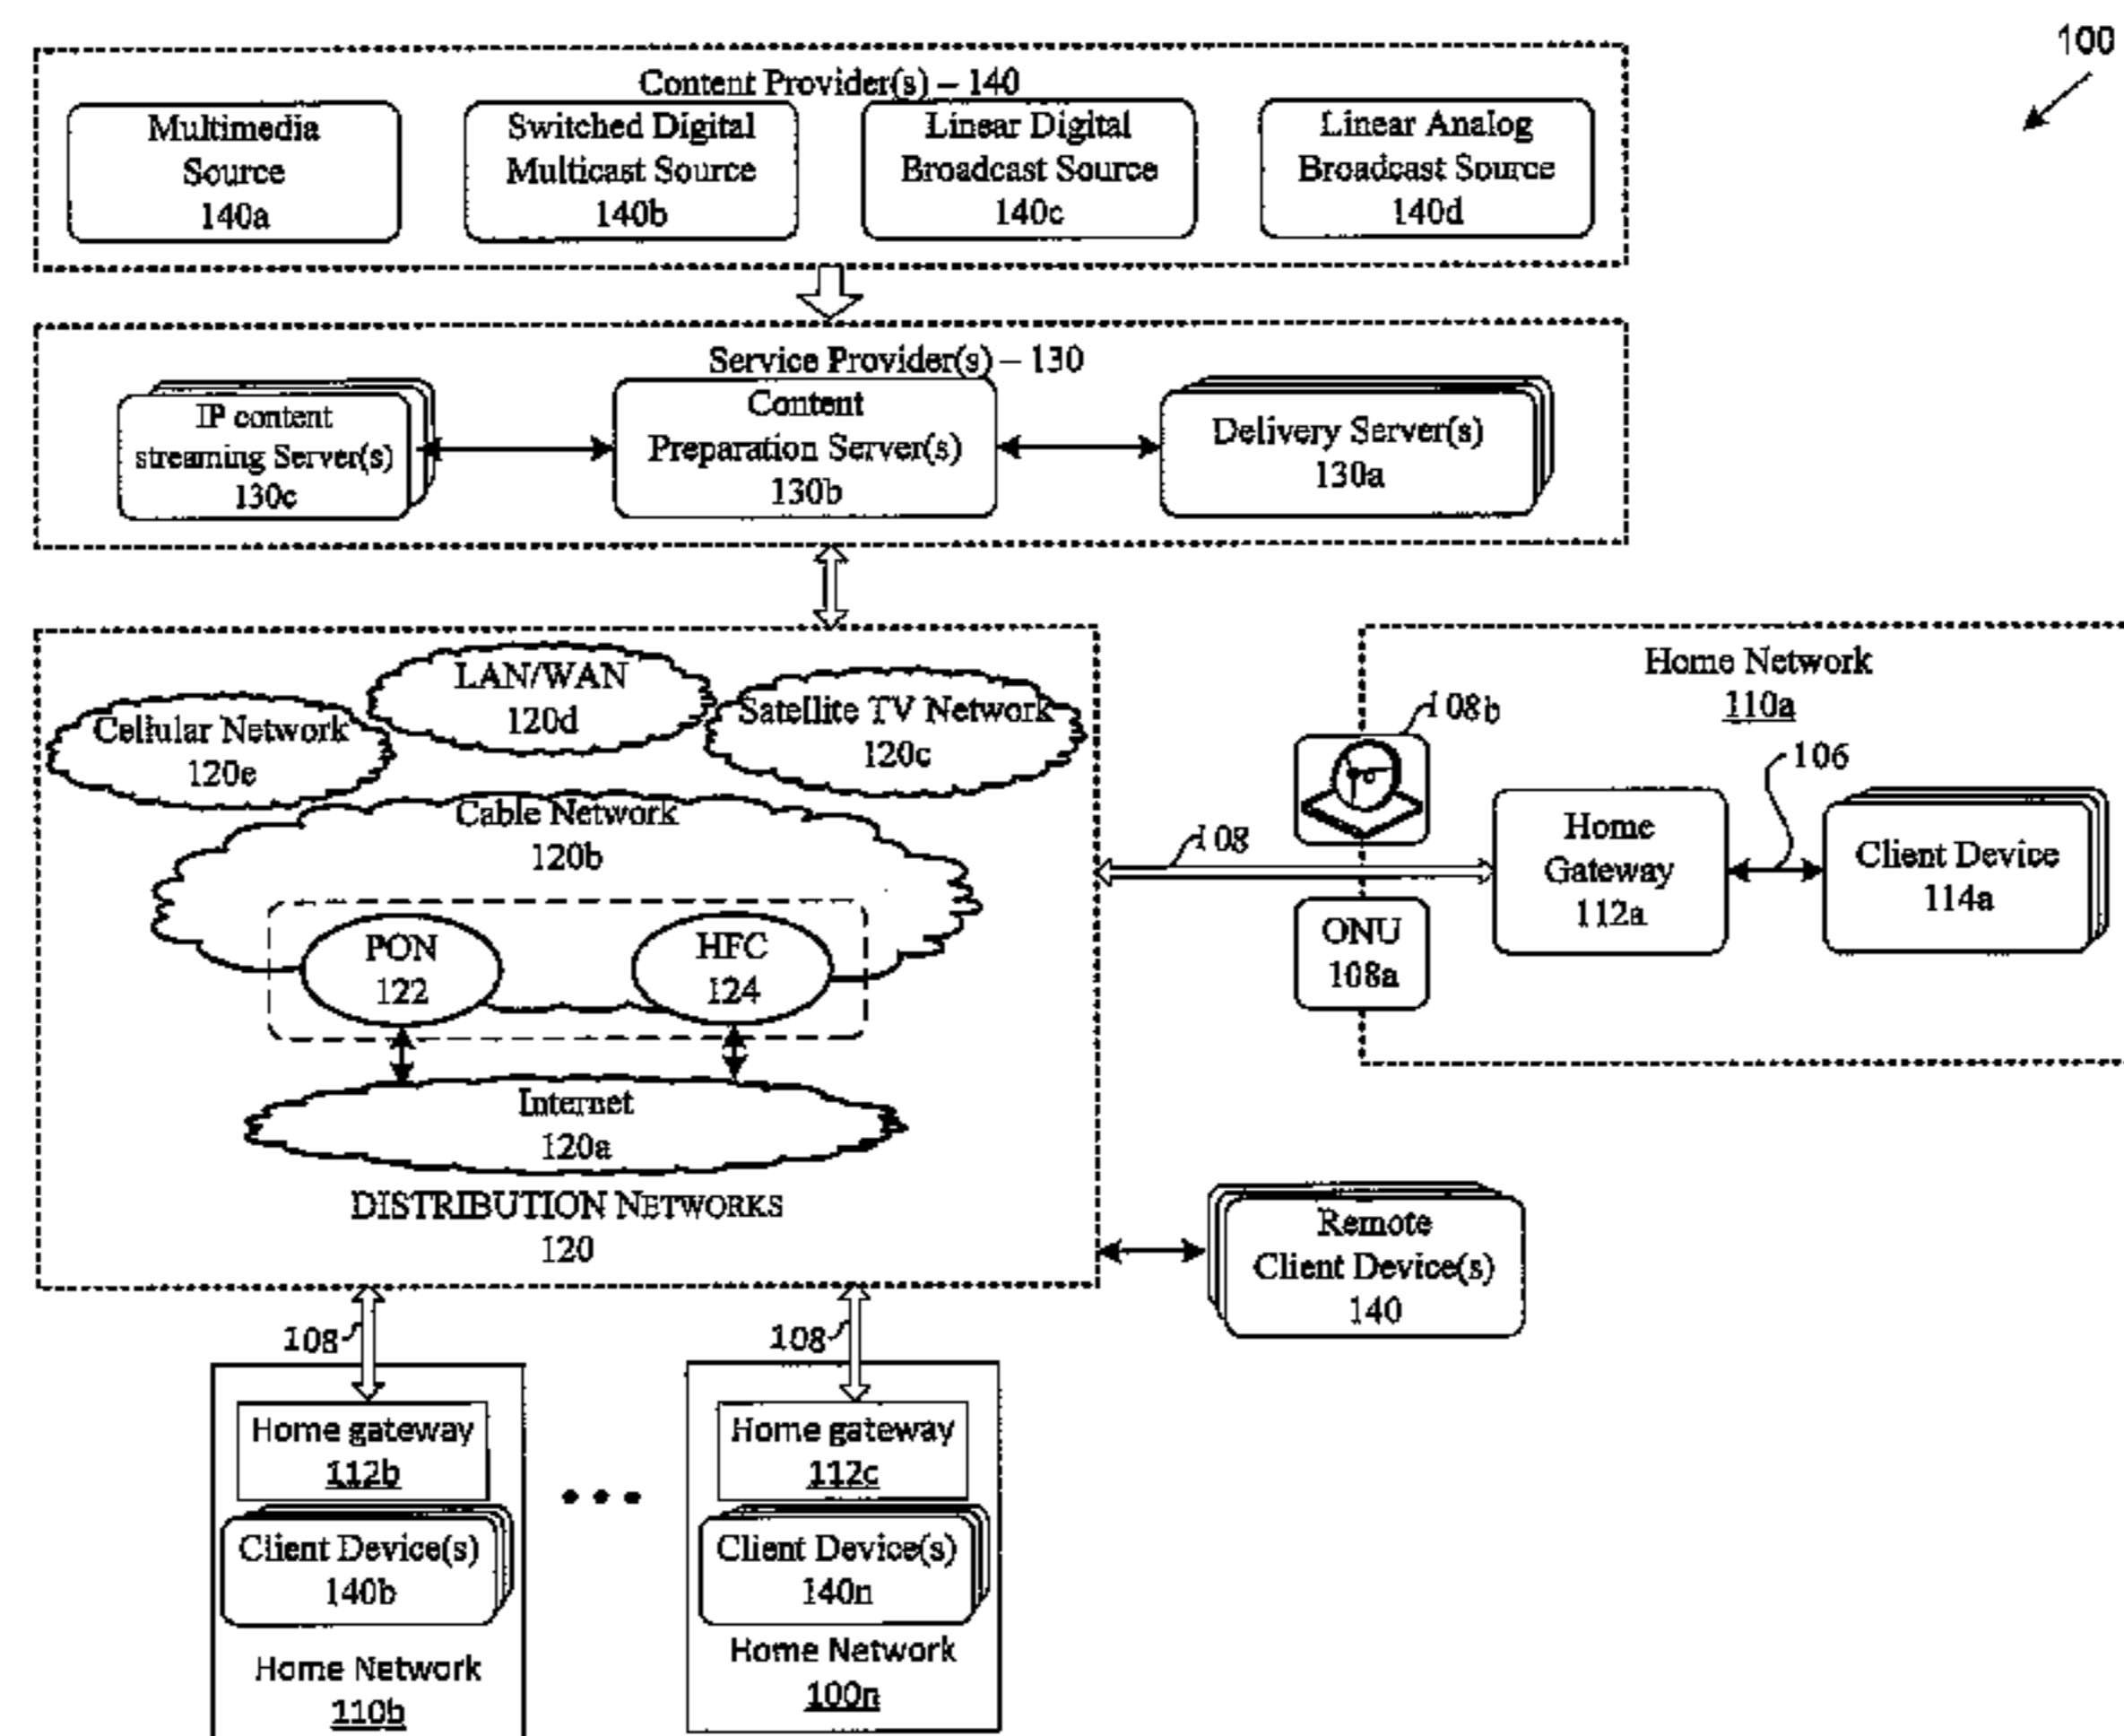 100
Content Provider(s) – 140
Multimedia
Source
140a
Switched Digital
Multicast Source
140b
Linear Digital
Broadcast Source
140c
Linear Analog
Broadcast Source
140d
Service Provider(s) – 130
IP content
streaming Server(s)
130c
Content
Preparation Server(s)
130b
Delivery Server(s)
130a
LAN/WAN
120d
Cellular Network
120e
Satellite TV Network
120c
Cable Network
120b
PON
122
HFC
124
Internet
120a
DISTRIBUTION NETWORKS
120
Home Network
110a
108b
106
108
Home
Gateway
112a
Client Device
114a
ONU
108a
Remote
Client Device(s)
140
108
108
Home gateway
112b
Client Device(s)
140b
Home Network
110b
• • •
Home gateway
112c
Client Device(s)
140n
Home Network
100n